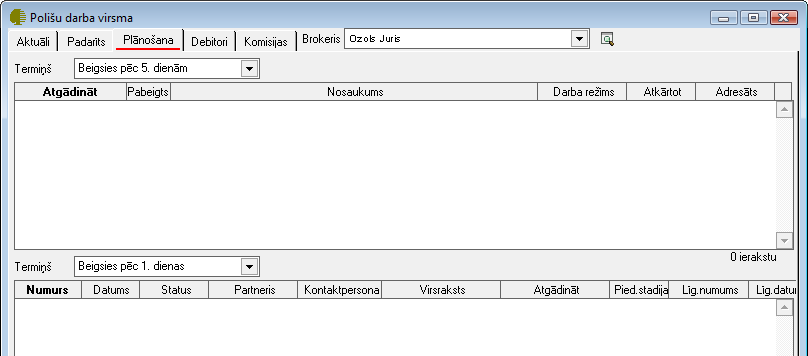 Polišu darba virsma
Aktuāli Padarīts Plānošana Debitori Komisijas Brokeris Ozols Juris
Termiņš Beigsies pēc 5. dienām
Atgādināt Pabeigts Nosaukums Darba režīms Atkārtot Adresāts
0 ierakstu
Termiņš Beigsies pēc 1. dienas
Numurs Datums Status Partneris Kontaktpersona Virsraksts Atgādināt Pied.stadija Līg.numums Līg.datur